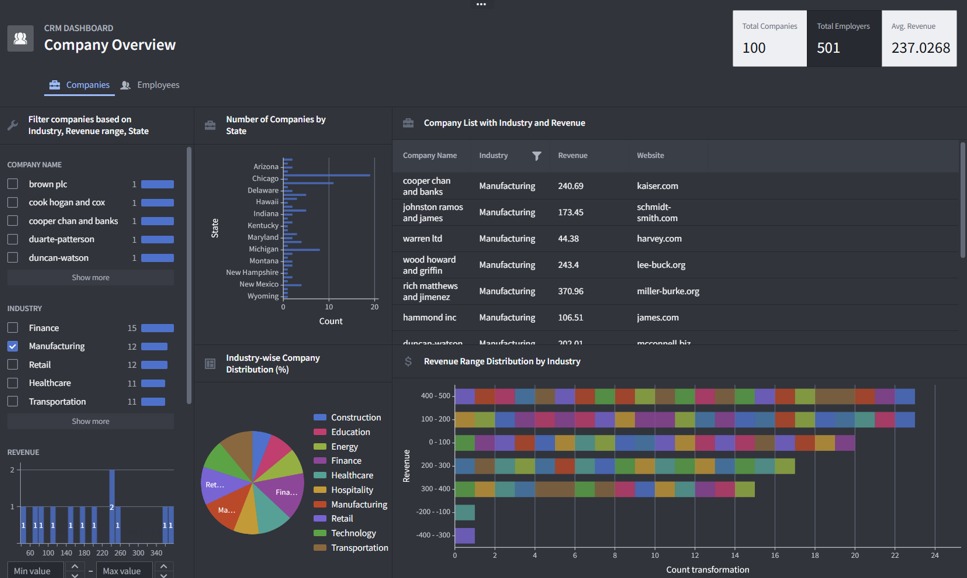 CRM DASHBOARD
Company Overview
Total Companies
100
Total Employers
501
Avg. Revenue
237.0268
Companies
Employees
Filter companies based on
Industry, Revenue range, State
COMPANY NAME
brown plc 1
cook hogan and cox 1
cooper chan and banks 1
duarte-patterson 1
duncan-watson 1
Show more
INDUSTRY
Finance 15
Manufacturing 12
Retail 12
Healthcare 11
Transportation 11
Show more
REVENUE
2
1
1 1 1 1 1 1 2 1 1 1
60 100 140 180 220 260 300 340
Min value – Max value
Number of Companies by
State
State
Arizona
Chicago
Delaware
Hawaii
Indiana
Kentucky
Maryland
Michigan
Montana
New Hampshire
New Mexico
Wyoming
0 10 20
Count
Industry-wise Company
Distribution (%)
Ret...
Fina...
Ma...
Construction
Education
Energy
Finance
Healthcare
Hospitality
Manufacturing
Retail
Technology
Transportation
Company List with Industry and Revenue
Company Name Industry Revenue Website
cooper chan
and banks Manufacturing 240.69 kaiser.com
johnston ramos
and james Manufacturing 173.45 schmidt-
smith.com
warren ltd Manufacturing 44.38 harvey.com
wood howard
and griffin Manufacturing 243.4 lee-buck.org
rich matthews
and jimenez Manufacturing 370.96 miller-burke.org
hammond inc Manufacturing 106.51 james.com
duncan-watson Manufacturing 202.01 mcconnell.biz
Revenue Range Distribution by Industry
Revenue
400 - 500
100 - 200
0 - 100
200 - 300
300 - 400
-200 - -100
-400 - -300
0 2 4 6 8 10 12 14 16 18 20 22 24
Count transformation